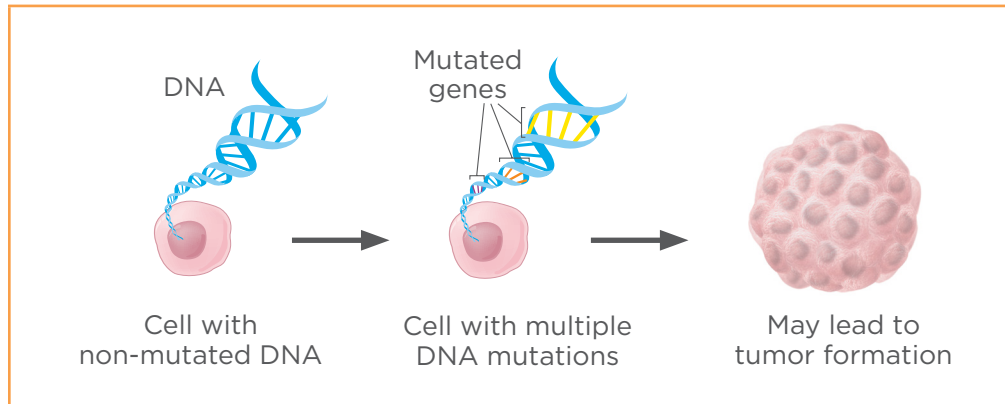 DNA
Mutated
genes
Cell with
non-mutated DNA
Cell with multiple
DNA mutations
May lead to
tumor formation